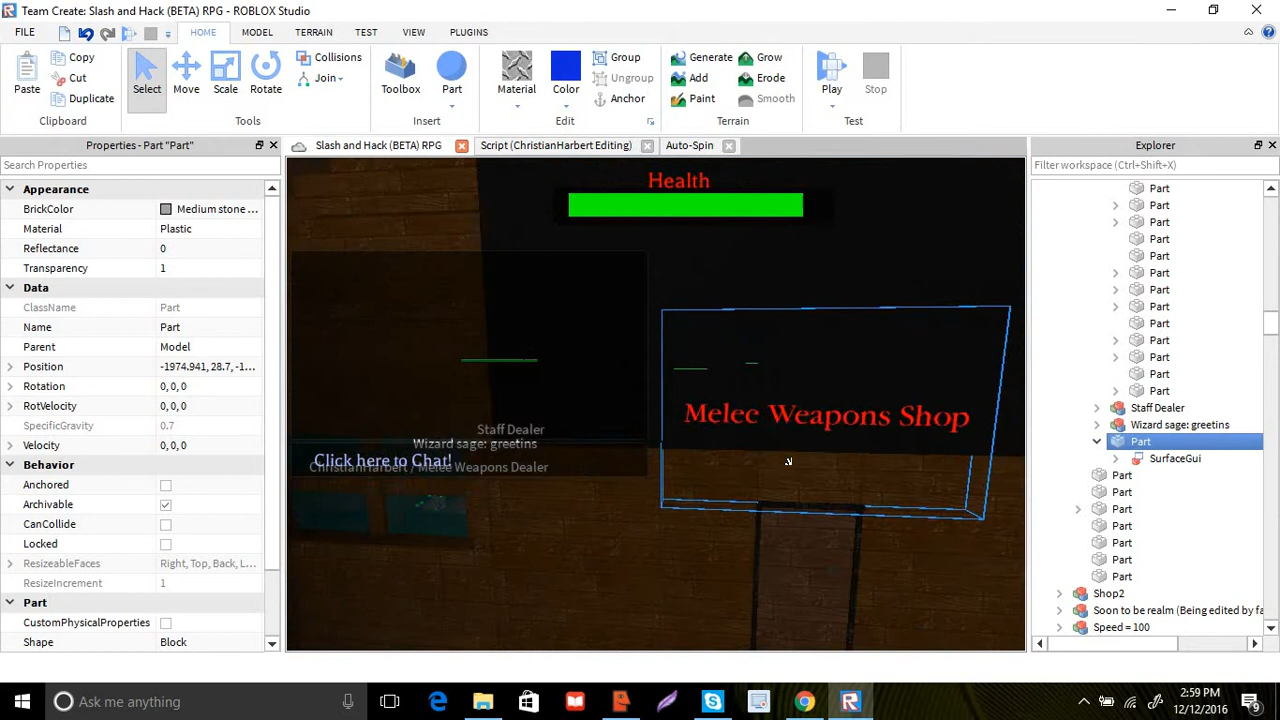 Team Create: Slash and Hack (BETA) RPG - ROBLOX Studio
FILE HOME MODEL TERRAIN TEST VIEW PLUGINS
Paste Copy Cut Duplicate Clipboard
Select Move Scale Rotate Collisions Join Tools
Toolbox Part Insert
Material Color Group Ungroup Anchor Edit
Generate Grow Add Erode Paint Smooth Terrain
Play Stop Test
Properties - Part "Part"
Search Properties
Appearance
BrickColor Medium stone ...
Material Plastic
Reflectance 0
Transparency 1
Data
ClassName Part
Name Part
Parent Model
Position -1974.941, 28.7, -1...
Rotation 0, 0, 0
RotVelocity 0, 0, 0
SpecificGravity 0.7
Velocity 0, 0, 0
Behavior
Anchored
Archivable
CanCollide
Locked
ResizeableFaces Right, Top, Back, L...
ResizeIncrement 1
Part
CustomPhysicalProperties
Shape Block
Slash and Hack (BETA) RPG Script (ChristianHarbert Editing) Auto-Spin
Health
Melee Weapons Shop
Staff Dealer
Wizard sage: greetins
Click here to Chat!
ChristianHarbert / Melee Weapons Dealer
Explorer
Filter workspace (Ctrl+Shift+X)
Part
Part
Part
Part
Part
Part
Part
Part
Part
Part
Part
Part
Part
Staff Dealer
Wizard sage: greetins
Part
SurfaceGui
Part
Part
Part
Part
Part
Part
Part
Shop2
Soon to be realm (Being edited by fa
Speed = 100
Ask me anything
2:59 PM
12/12/2016
9